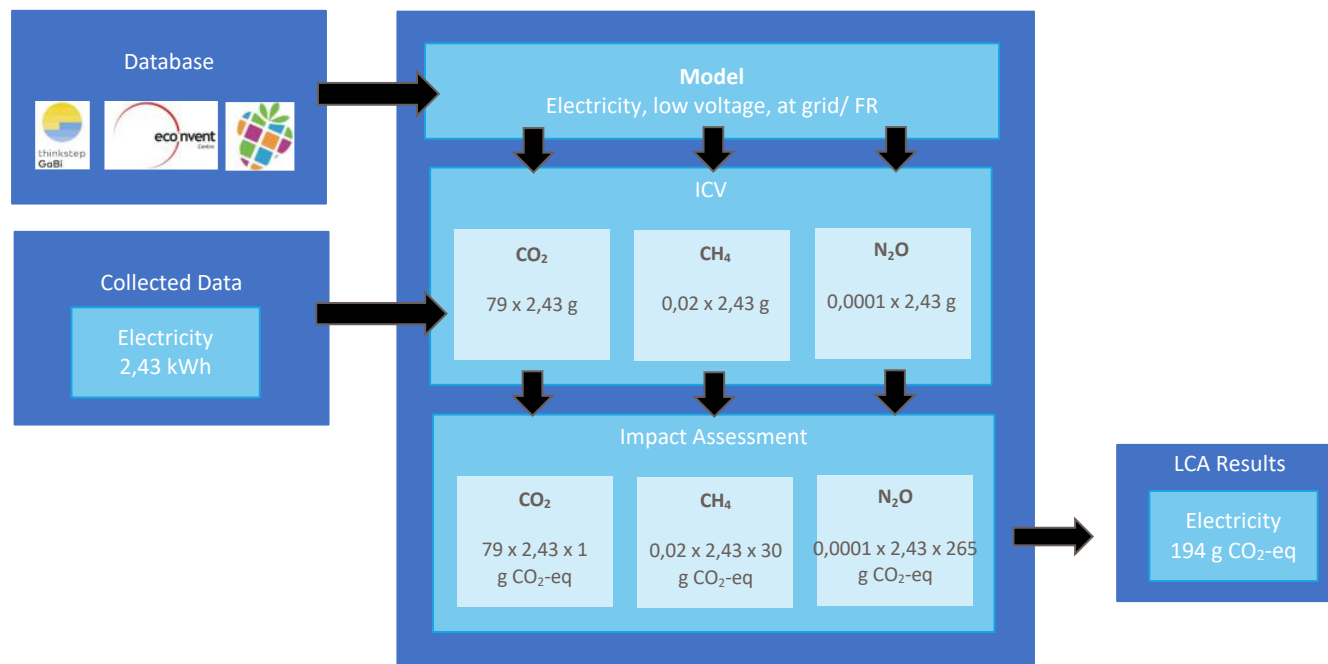 Database
thinkstep
GaBi
ecoinvent
Centre
Collected Data
Electricity
2,43 kWh
Model
Electricity, low voltage, at grid/ FR
ICV
CO₂
79 x 2,43 g
CH₄
0,02 x 2,43 g
N₂O
0,0001 x 2,43 g
Impact Assessment
CO₂
79 x 2,43 x 1
g CO₂-eq
CH₄
0,02 x 2,43 x 30
g CO₂-eq
N₂O
0,0001 x 2,43 x 265
g CO₂-eq
LCA Results
Electricity
194 g CO₂-eq